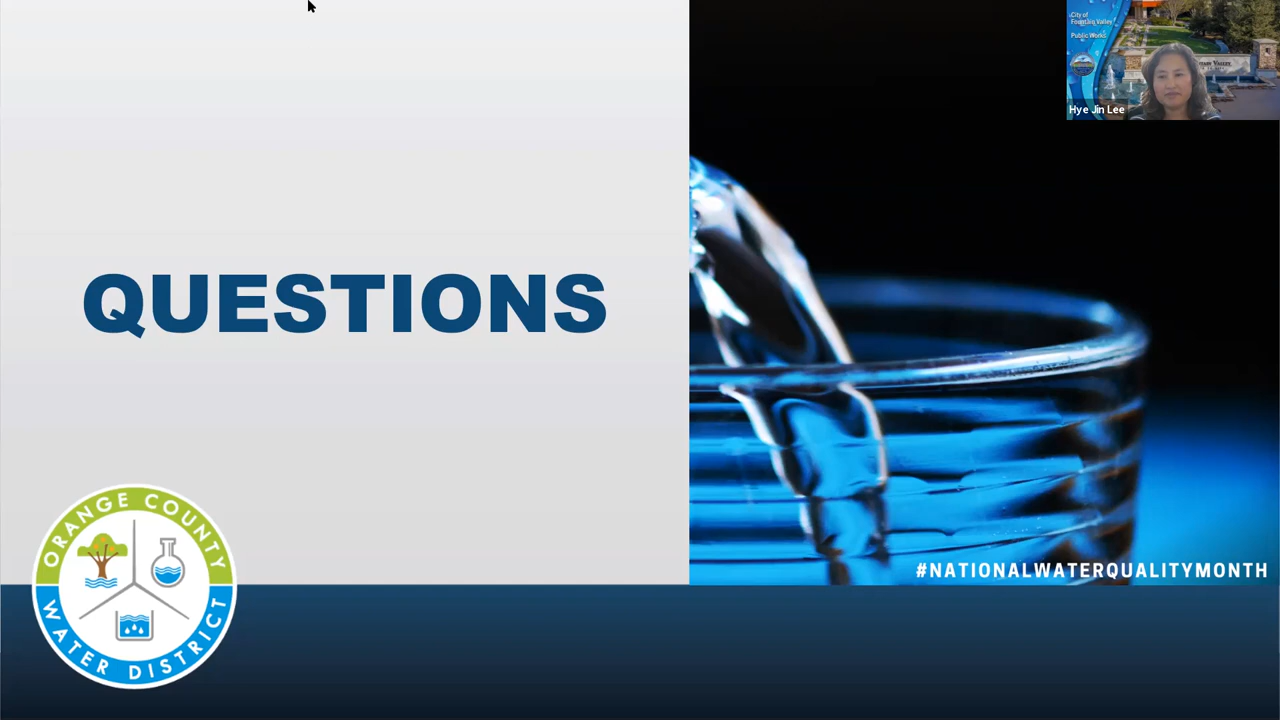 City of
Fountain Valley
Public Works
Hye Jin Lee
QUESTIONS
ORANGE COUNTY
WATER DISTRICT
#NATIONALWATERQUALITYMONTH